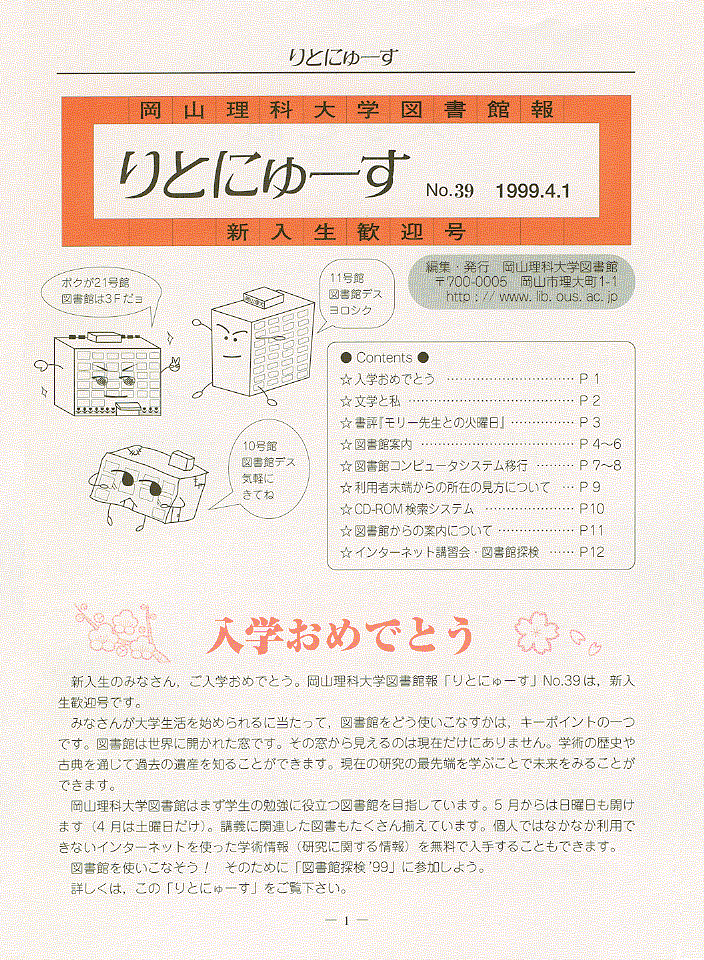 りとにゅーす
岡山理科大学図書館報
りとにゅーす No.39 1999.4.1
新入生歓迎号
ボクが21号館
図書館は3Fだョ
11号館
図書館デス
ヨロシク
編集・発行 岡山理科大学図書館
〒700-0005 岡山市理大町1-1
http://www.lib.ous.ac.jp
10号館
図書館デス
気軽に
きてね
● Contents ●
☆入学おめでとう ………………………… P 1
☆文学と私 ………………………………… P 2
☆書評『モリー先生との火曜日』 …………… P 3
☆図書館案内 ……………………………… P 4〜6
☆図書館コンピュータシステム移行 ……… P 7〜8
☆利用者末端からの所在の見方について … P 9
☆CD-ROM検索システム ………………… P10
☆図書館からの案内について ……………… P11
☆インターネット講習会・図書館探検 …… P12
入学おめでとう
新入生のみなさん，ご入学おめでとう。岡山理科大学図書館報「りとにゅーす」No.39は，新入
生歓迎号です。
みなさんが大学生活を始められるに当たって，図書館をどう使いこなすかは，キーポイントの一つ
です。図書館は世界に開かれた窓です。その窓から見えるのは現在だけにありません。学術の歴史や
古典を通じて過去の遺産を知ることができます。現在の研究の最先端を学ぶことで未来をみることが
できます。
岡山理科大学図書館はまず学生の勉強に役立つ図書館を目指しています。5月からは日曜日も開け
ます（4月は土曜日だけ）。講義に関連した図書もたくさん揃えています。個人ではなかなか利用で
きないインターネットを使った学術情報（研究に関する情報）を無料で入手することもできます。
図書館を使いこなそう！ そのために「図書館探検'99」に参加しよう。
詳しくは，この「りとにゅーす」をご覧下さい。
— 1 —